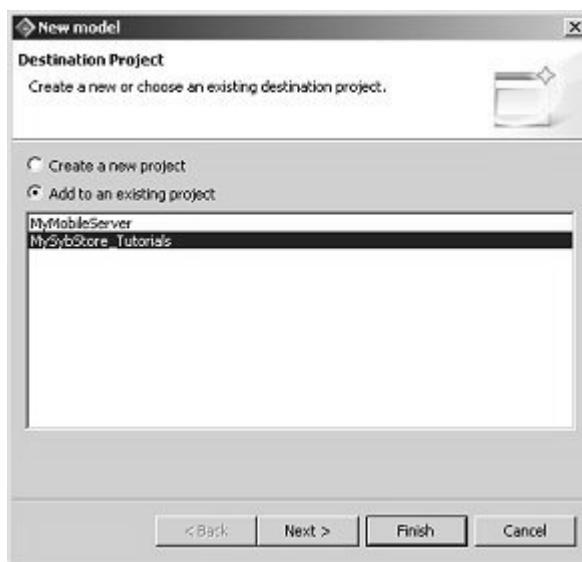 New model
Destination Project
Create a new or choose an existing destination project.
Create a new project
Add to an existing project
MyMobileServer
MySybStore_Tutorials
< Back Next > Finish Cancel